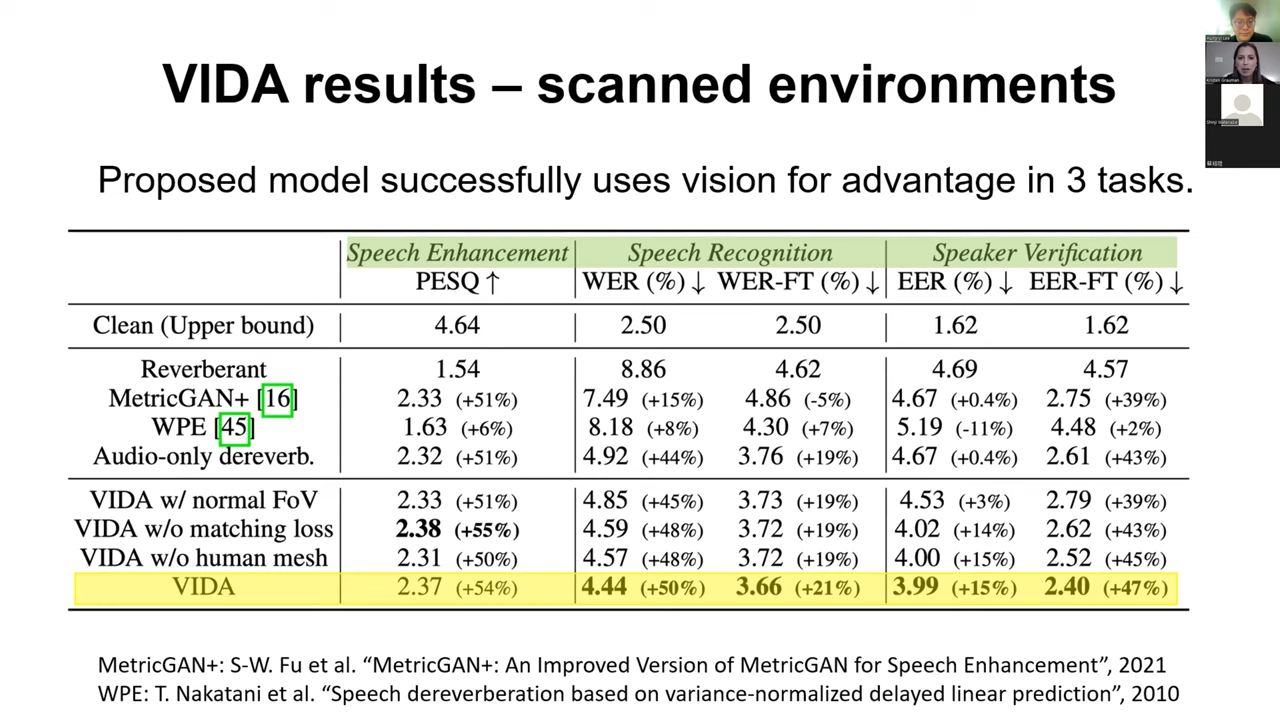 VIDA results – scanned environments
Proposed model successfully uses vision for advantage in 3 tasks.
Speech Enhancement Speech Recognition Speaker Verification
PESQ ↑ WER (%) ↓ WER-FT (%) ↓ EER (%) ↓ EER-FT (%) ↓
Clean (Upper bound) 4.64 2.50 2.50 1.62 1.62
Reverberant 1.54 8.86 4.62 4.69 4.57
MetricGAN+ [16] 2.33 (+51%) 7.49 (+15%) 4.86 (-5%) 4.67 (+0.4%) 2.75 (+39%)
WPE [45] 1.63 (+6%) 8.18 (+8%) 4.30 (+7%) 5.19 (-11%) 4.48 (+2%)
Audio-only dereverb. 2.32 (+51%) 4.92 (+44%) 3.76 (+19%) 4.67 (+0.4%) 2.61 (+43%)
VIDA w/ normal FoV 2.33 (+51%) 4.85 (+45%) 3.73 (+19%) 4.53 (+3%) 2.79 (+39%)
VIDA w/o matching loss 2.38 (+55%) 4.59 (+48%) 3.72 (+19%) 4.02 (+14%) 2.62 (+43%)
VIDA w/o human mesh 2.31 (+50%) 4.57 (+48%) 3.72 (+19%) 4.00 (+15%) 2.52 (+45%)
VIDA 2.37 (+54%) 4.44 (+50%) 3.66 (+21%) 3.99 (+15%) 2.40 (+47%)
MetricGAN+: S-W. Fu et al. “MetricGAN+: An Improved Version of MetricGAN for Speech Enhancement”, 2021
WPE: T. Nakatani et al. “Speech dereverberation based on variance-normalized delayed linear prediction”, 2010
Kristen Grauman
Shinji Watanabe